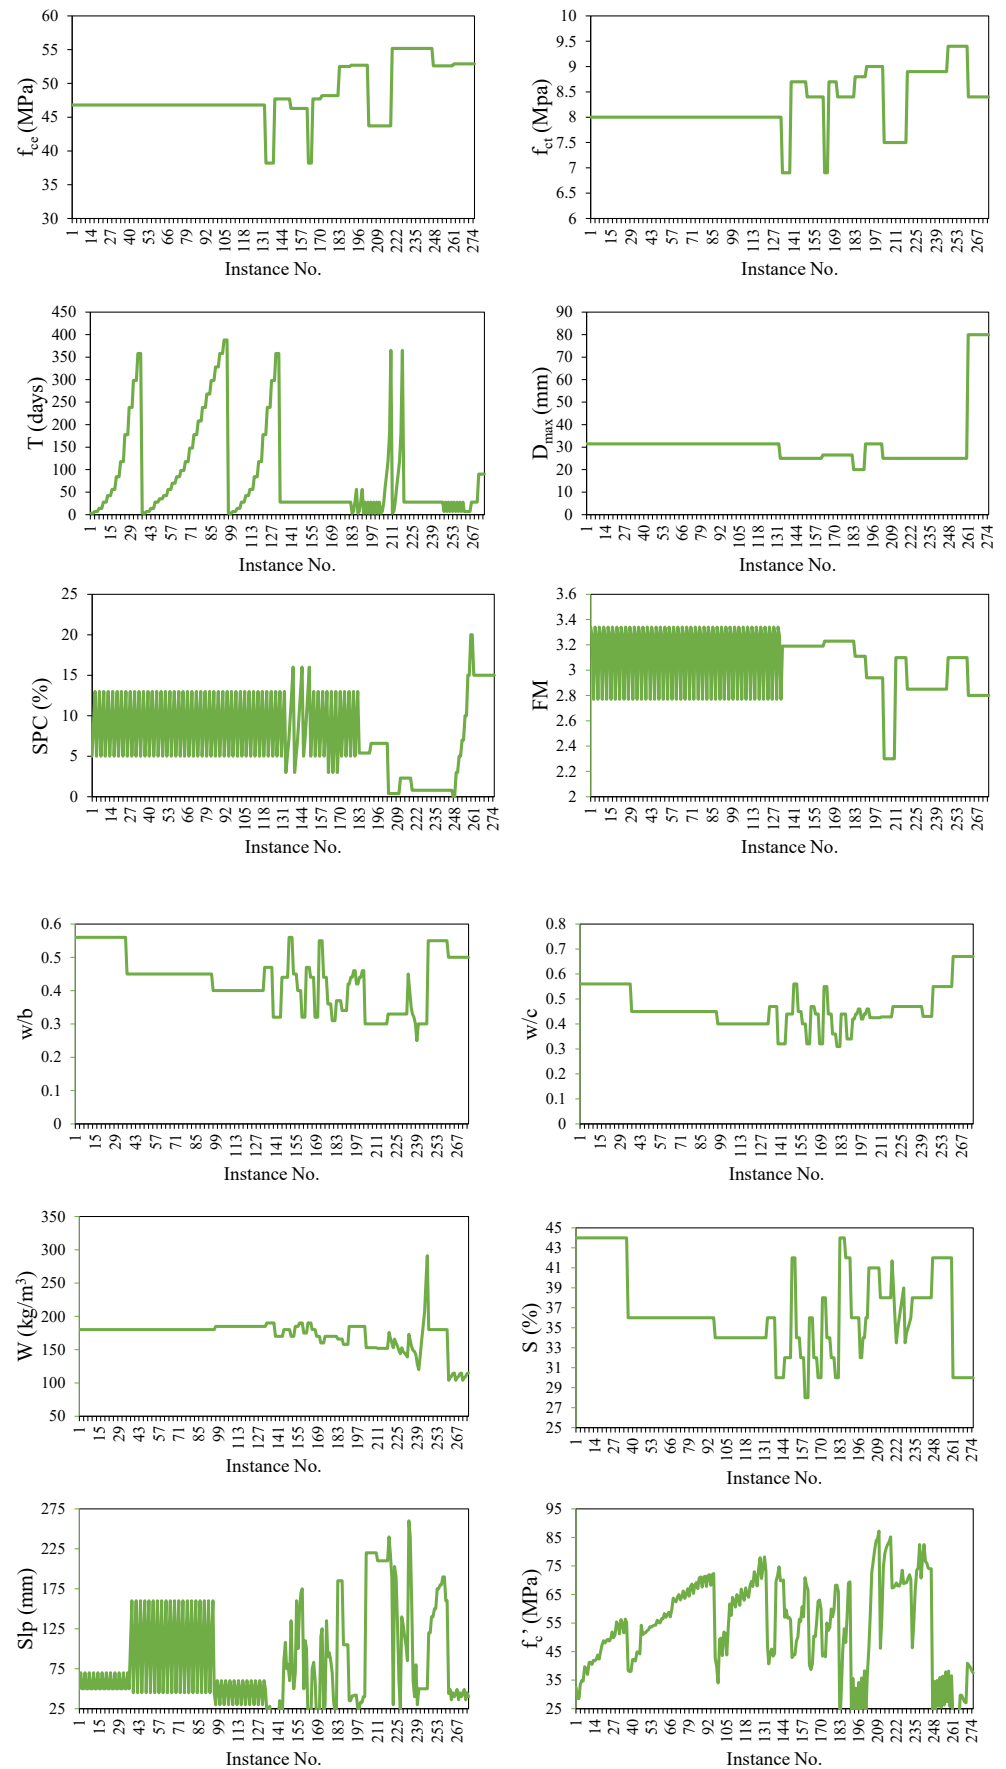 f_ce (MPa)
60
55
50
45
40
35
30
1 14 27 40 53 66 79 92 105 118 131 144 157 170 183 196 209 222 235 248 261 274
Instance No.
f_ct (Mpa)
10
9.5
9
8.5
8
7.5
7
6.5
6
1 15 29 43 57 71 85 99 113 127 141 155 169 183 197 211 225 239 253 267
Instance No.
T (days)
450
400
350
300
250
200
150
100
50
0
1 15 29 43 57 71 85 99 113 127 141 155 169 183 197 211 225 239 253 267
Instance No.
D_max (mm)
90
80
70
60
50
40
30
20
10
0
1 14 27 40 53 66 79 92 105 118 131 144 157 170 183 196 209 222 235 248 261 274
Instance No.
SPC (%)
25
20
15
10
5
0
1 14 27 40 53 66 79 92 105 118 131 144 157 170 183 196 209 222 235 248 261 274
Instance No.
FM
3.6
3.4
3.2
3
2.8
2.6
2.4
2.2
2
1 15 29 43 57 71 85 99 113 127 141 155 169 183 197 211 225 239 253 267
Instance No.
w/b
0.6
0.5
0.4
0.3
0.2
0.1
0
1 15 29 43 57 71 85 99 113 127 141 155 169 183 197 211 225 239 253 267
Instance No.
w/c
0.8
0.7
0.6
0.5
0.4
0.3
0.2
0.1
0
1 15 29 43 57 71 85 99 113 127 141 155 169 183 197 211 225 239 253 267
Instance No.
W (kg/m³)
350
300
250
200
150
100
50
1 15 29 43 57 71 85 99 113 127 141 155 169 183 197 211 225 239 253 267
Instance No.
S (%)
45
43
41
39
37
35
33
31
29
27
25
1 14 27 40 53 66 79 92 105 118 131 144 157 170 183 196 209 222 235 248 261 274
Instance No.
Slp (mm)
275
225
175
125
75
25
1 15 29 43 57 71 85 99 113 127 141 155 169 183 197 211 225 239 253 267
Instance No.
f_c’ (MPa)
95
85
75
65
55
45
35
25
1 14 27 40 53 66 79 92 105 118 131 144 157 170 183 196 209 222 235 248 261 274
Instance No.